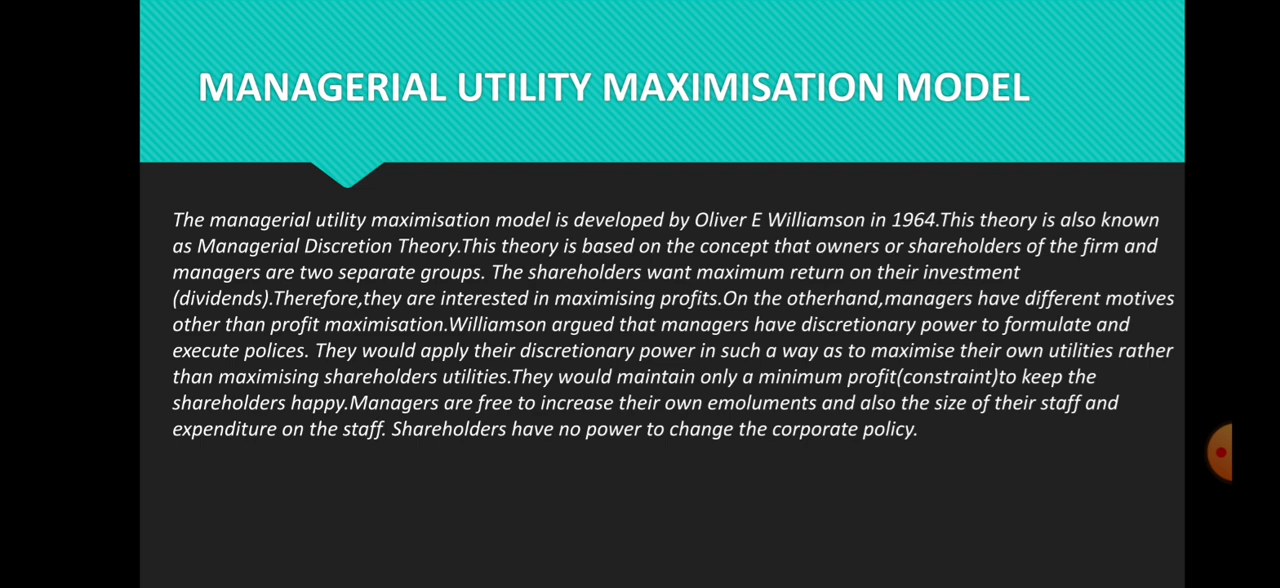 MANAGERIAL UTILITY MAXIMISATION MODEL
The managerial utility maximisation model is developed by Oliver E Williamson in 1964.This theory is also known
as Managerial Discretion Theory.This theory is based on the concept that owners or shareholders of the firm and
managers are two separate groups. The shareholders want maximum return on their investment
(dividends).Therefore,they are interested in maximising profits.On the otherhand,managers have different motives
other than profit maximisation.Williamson argued that managers have discretionary power to formulate and
execute polices. They would apply their discretionary power in such a way as to maximise their own utilities rather
than maximising shareholders utilities.They would maintain only a minimum profit(constraint)to keep the
shareholders happy.Managers are free to increase their own emoluments and also the size of their staff and
expenditure on the staff. Shareholders have no power to change the corporate policy.